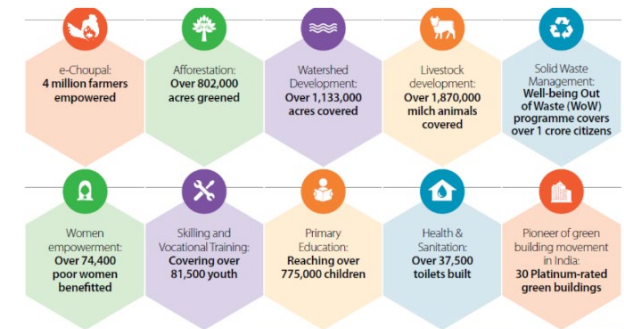 e-Choupal:
4 million farmers
empowered
Afforestation:
Over 802,000
acres greened
Watershed
Development:
Over 1,133,000
acres covered
Livestock
development:
Over 1,870,000
milch animals
covered
Solid Waste
Management:
Well-being Out
of Waste (WoW)
programme covers
over 1 crore citizens
Women
empowerment:
Over 74,400
poor women
benefitted
Skilling and
Vocational Training:
Covering over
81,500 youth
Primary
Education:
Reaching over
775,000 children
Health &
Sanitation:
Over 37,500
toilets built
Pioneer of green
building movement
in India:
30 Platinum-rated
green buildings